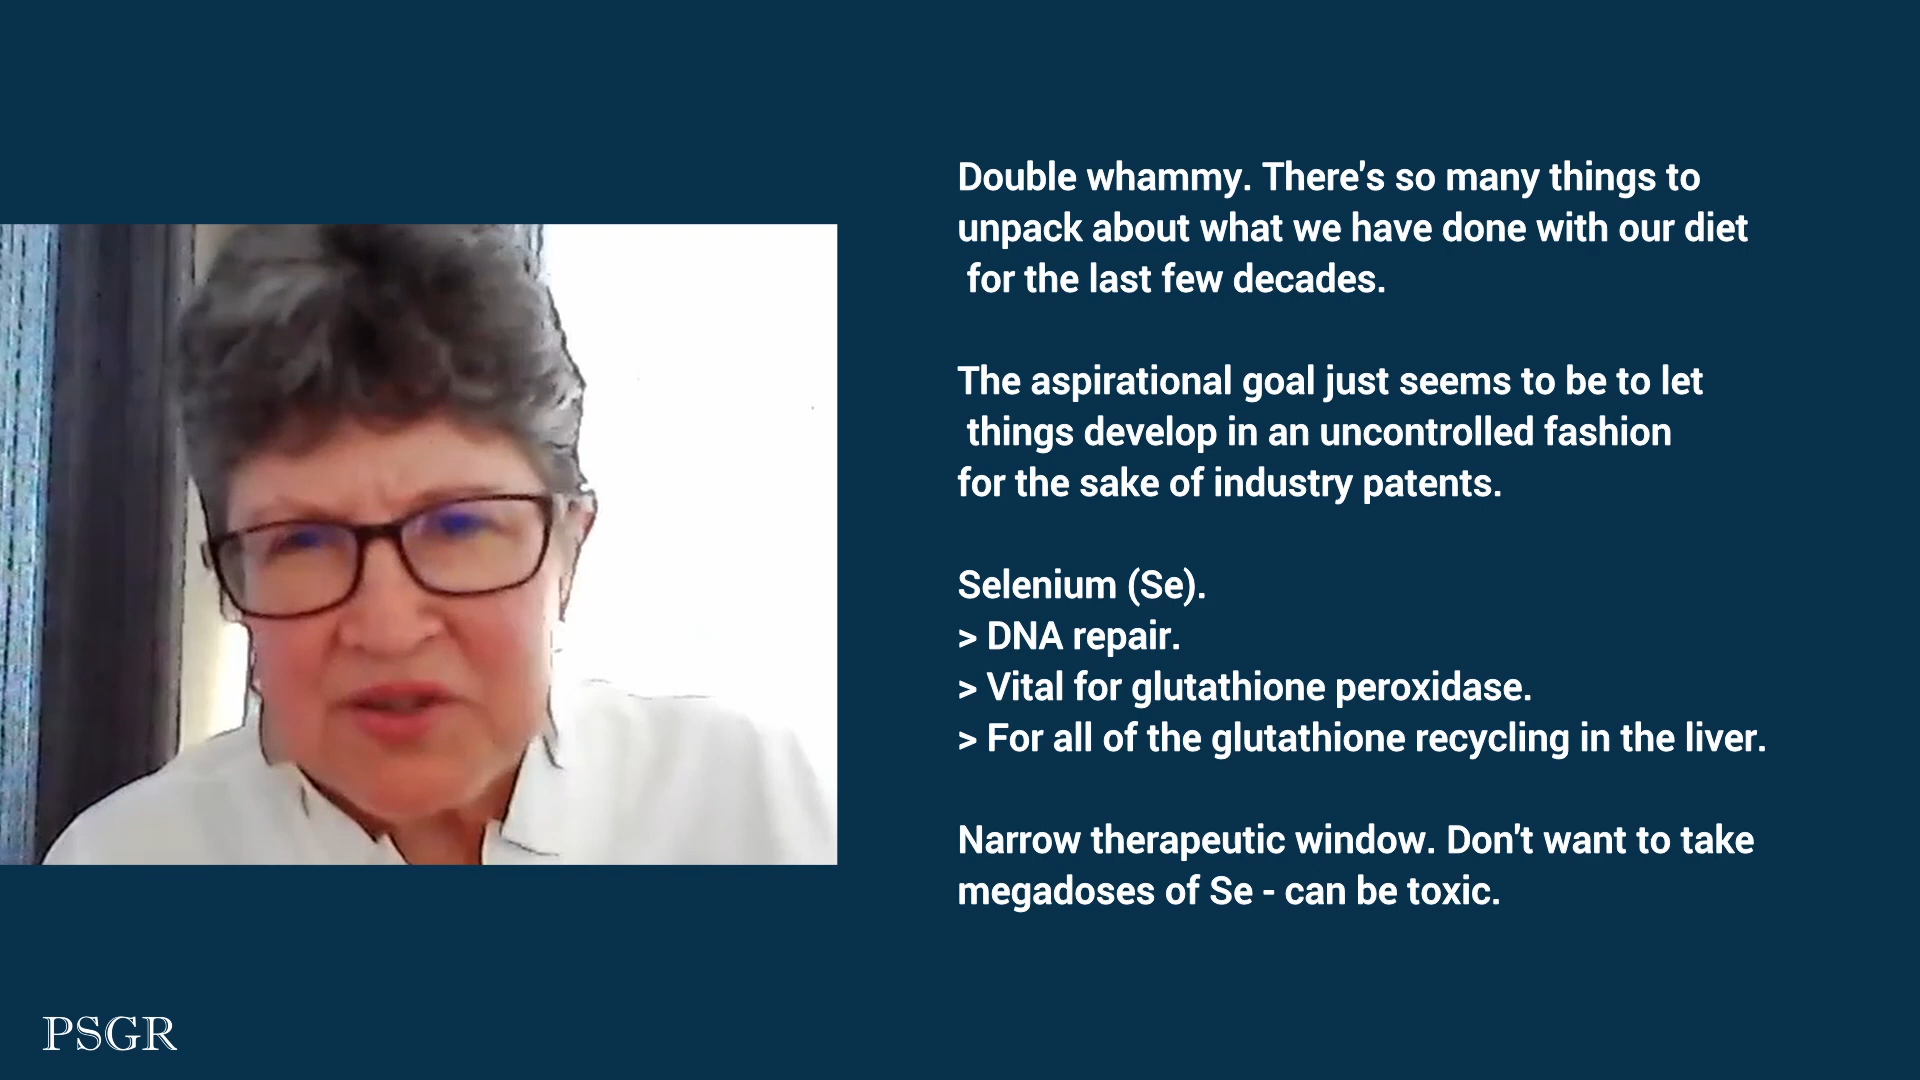 Double whammy. There's so many things to
unpack about what we have done with our diet
for the last few decades.
The aspirational goal just seems to be to let
things develop in an uncontrolled fashion
for the sake of industry patents.
Selenium (Se).
> DNA repair.
> Vital for glutathione peroxidase.
> For all of the glutathione recycling in the liver.
Narrow therapeutic window. Don't want to take
megadoses of Se - can be toxic.
PSGR